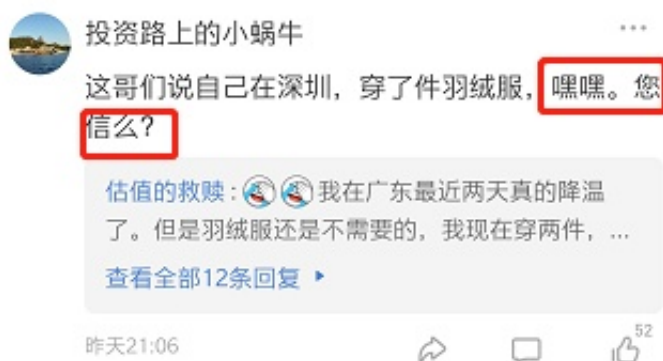 投资路上的小蜗牛
这哥们说自己在深圳，穿了件羽绒服，嘿嘿。您
信么？
估值的救赎：我在广东最近两天真的降温
了。但是羽绒服还是不需要的，我现在穿两件，...
查看全部12条回复
昨天21:06
52